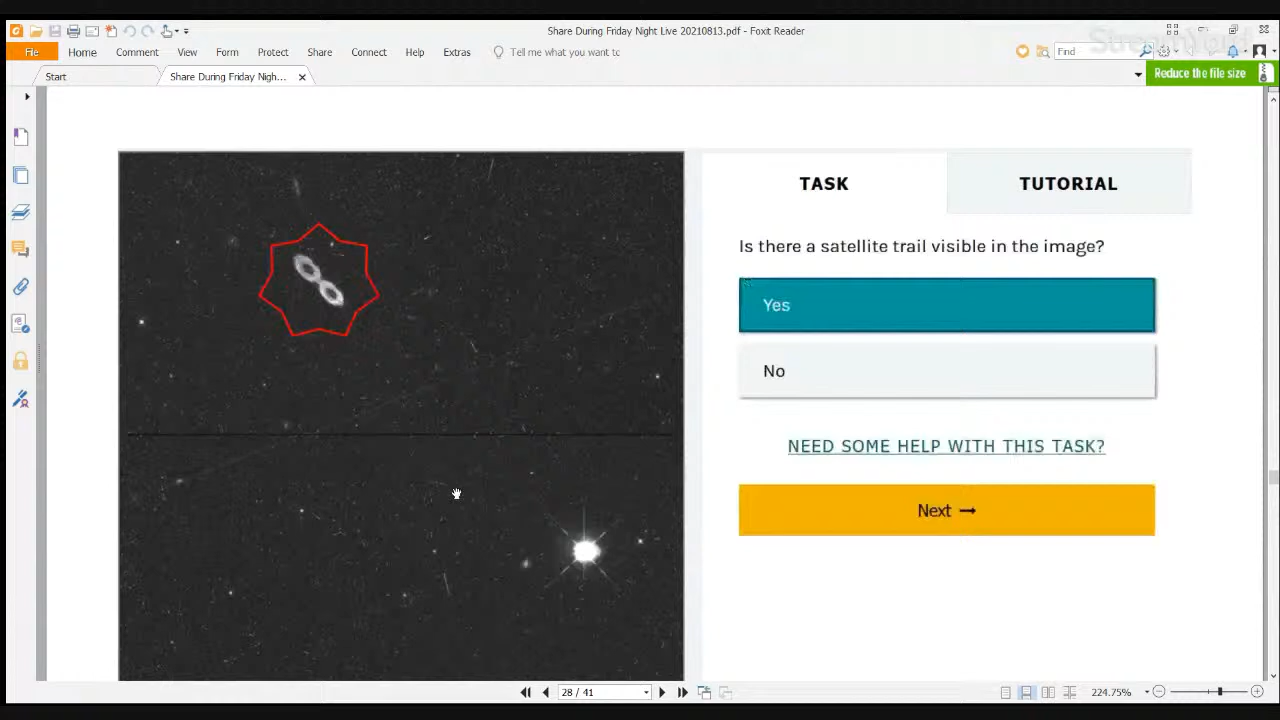 Share During Friday Night Live 20210813.pdf - Foxit Reader
File Home Comment View Form Protect Share Connect Help Extras Tell me what you want to Find
Start Share During Friday Nigh... Reduce the file size
TASK TUTORIAL
Is there a satellite trail visible in the image?
Yes
No
NEED SOME HELP WITH THIS TASK?
Next →
28 / 41 224.75%